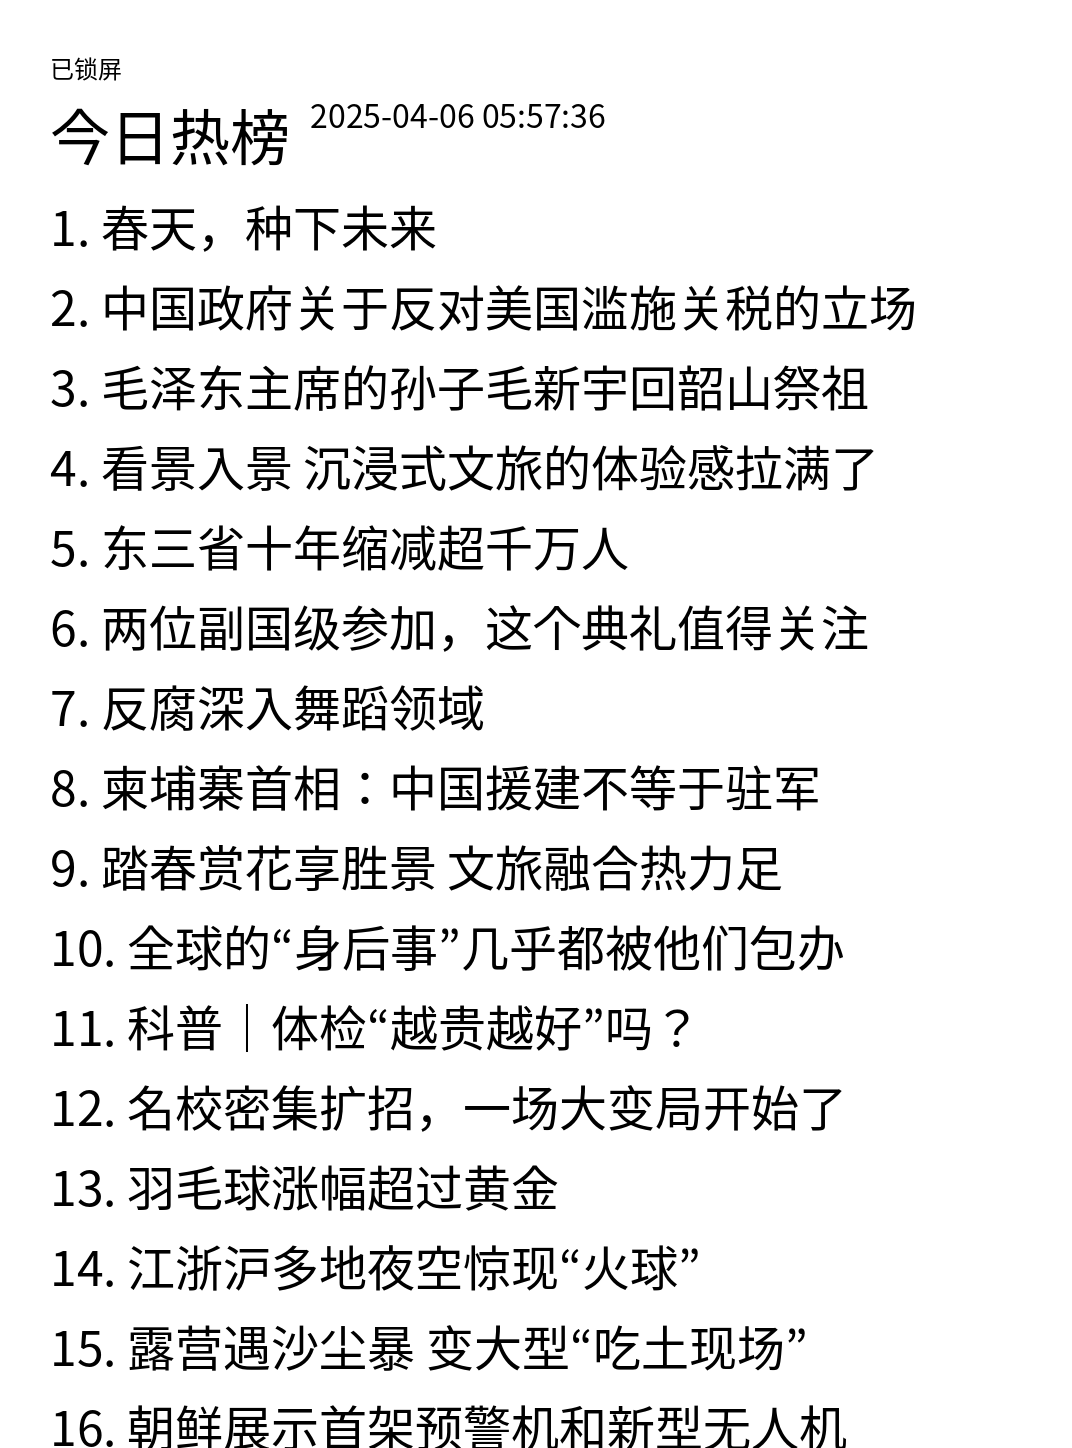 已锁屏
今日热榜 2025-04-06 05:57:36
1. 春天，种下未来
2. 中国政府关于反对美国滥施关税的立场
3. 毛泽东主席的孙子毛新宇回韶山祭祖
4. 看景入景 沉浸式文旅的体验感拉满了
5. 东三省十年缩减超千万人
6. 两位副国级参加，这个典礼值得关注
7. 反腐深入舞蹈领域
8. 柬埔寨首相：中国援建不等于驻军
9. 踏春赏花享胜景 文旅融合热力足
10. 全球的“身后事”几乎都被他们包办
11. 科普｜体检“越贵越好”吗？
12. 名校密集扩招，一场大变局开始了
13. 羽毛球涨幅超过黄金
14. 江浙沪多地夜空惊现“火球”
15. 露营遇沙尘暴 变大型“吃土现场”
16. 朝鲜展示首架预警机和新型无人机